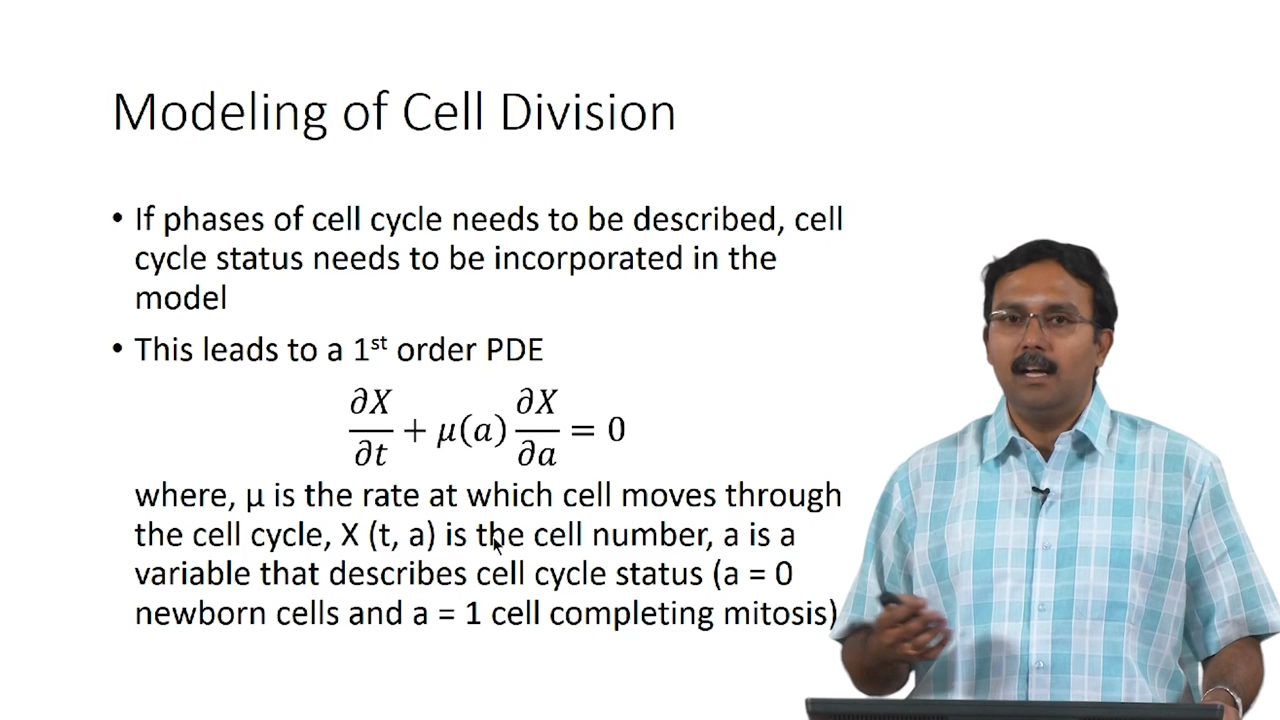 Modeling of Cell Division
• If phases of cell cycle needs to be described, cell
cycle status needs to be incorporated in the
model
• This leads to a 1st order PDE
∂X/∂t + μ(a) ∂X/∂a = 0
where, μ is the rate at which cell moves through
the cell cycle, X (t, a) is the cell number, a is a
variable that describes cell cycle status (a = 0
newborn cells and a = 1 cell completing mitosis)